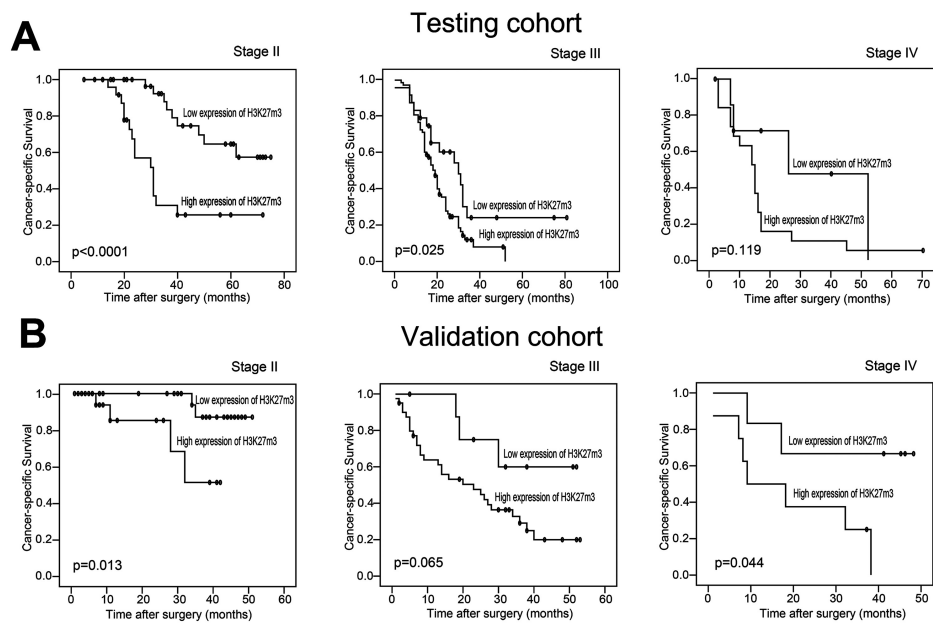 Testing cohort
A
Stage II
Cancer-specific Survival
1.0
0.8
0.6
0.4
0.2
0.0
Low expression of H3K27m3
High expression of H3K27m3
p<0.0001
0 20 40 60 80
Time after surgery (months)
Stage III
Cancer-specific Survival
1.0
0.8
0.6
0.4
0.2
0.0
Low expression of H3K27m3
High expression of H3K27m3
p=0.025
0 20 40 60 80 100
Time after surgery (months)
Stage IV
Cancer-specific Survival
1.0
0.8
0.6
0.4
0.2
0.0
Low expression of H3K27m3
High expression of H3K27m3
p=0.119
0 10 20 30 40 50 60 70
Time after surgery (months)
B
Validation cohort
Stage II
Cancer-specific Survival
1.0
0.8
0.6
0.4
0.2
0.0
Low expression of H3K27m3
High expression of H3K27m3
p=0.013
0 10 20 30 40 50 60
Time after surgery (months)
Stage III
Cancer-specific Survival
1.0
0.8
0.6
0.4
0.2
0.0
Low expression of H3K27m3
High expression of H3K27m3
p=0.065
0 10 20 30 40 50 60
Time after surgery (months)
Stage IV
Cancer-specific Survival
1.0
0.8
0.6
0.4
0.2
0.0
Low expression of H3K27m3
High expression of H3K27m3
p=0.044
0 10 20 30 40 50
Time after surgery (months)